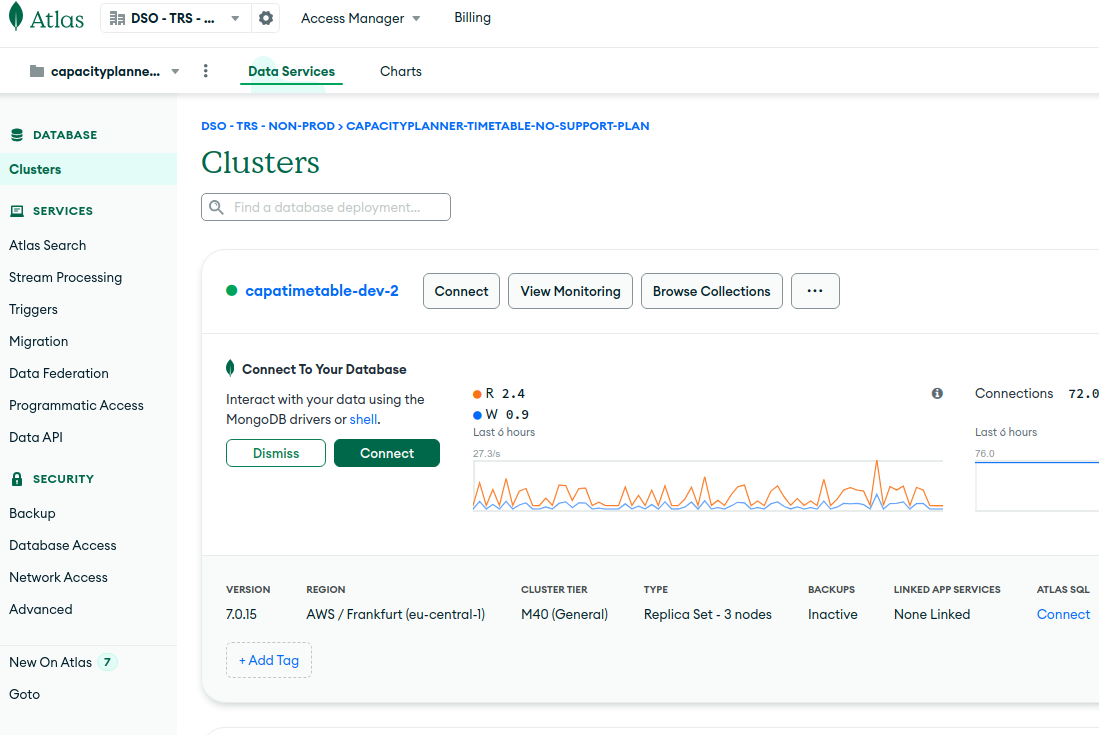 Atlas
DSO - TRS - ...
Access Manager
Billing
capacityplanne...
Data Services
Charts
DATABASE
Clusters
SERVICES
Atlas Search
Stream Processing
Triggers
Migration
Data Federation
Programmatic Access
Data API
SECURITY
Backup
Database Access
Network Access
Advanced
New On Atlas 7
Goto
DSO - TRS - NON-PROD > CAPACITYPLANNER-TIMETABLE-NO-SUPPORT-PLAN
Clusters
Find a database deployment...
capatimetable-dev-2
Connect
View Monitoring
Browse Collections
...
Connect To Your Database
Interact with your data using the
MongoDB drivers or shell.
Dismiss
Connect
R 2.4
W 0.9
Last 6 hours
27.3/s
Connections 72.0
Last 6 hours
76.0
VERSION
7.0.15
REGION
AWS / Frankfurt (eu-central-1)
CLUSTER TIER
M40 (General)
TYPE
Replica Set - 3 nodes
BACKUPS
Inactive
LINKED APP SERVICES
None Linked
ATLAS SQL
Connect
+ Add Tag